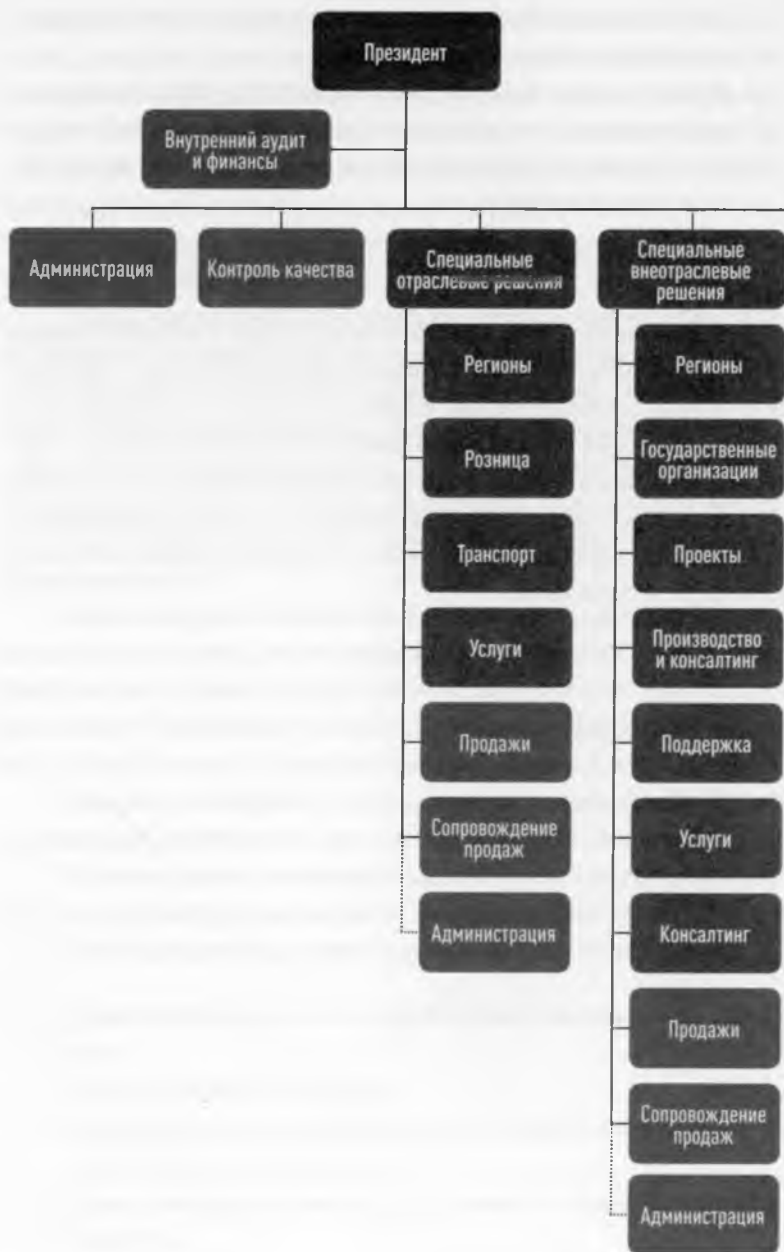 Президент
Внутренний аудит
и финансы
Администрация
Контроль качества
Специальные
отраслевые решения
Специальные
внеотраслевые
решения
Регионы
Розница
Транспорт
Услуги
Продажи
Сопровождение
продаж
Администрация
Регионы
Государственные
организации
Проекты
Производство
и консалтинг
Поддержка
Услуги
Консалтинг
Продажи
Сопровождение
продаж
Администрация